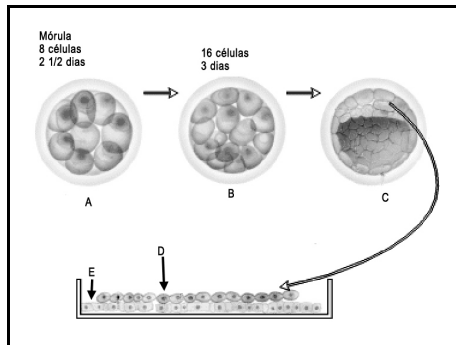 Mórula
8 células
2 1/2 dias
16 células
3 dias
A
B
C
D
E